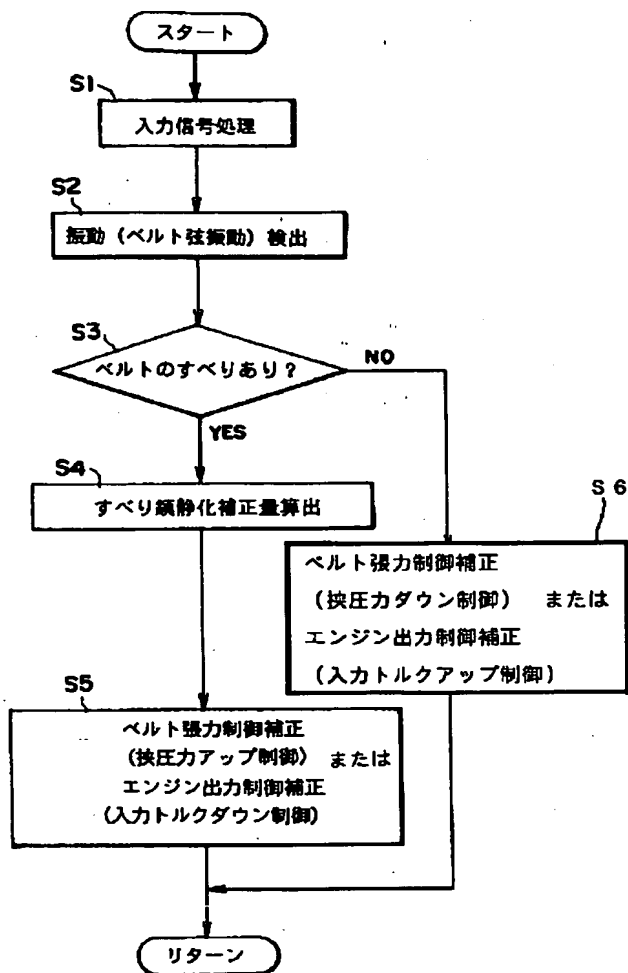 スタート
S1
入力信号処理
S2
振動(ベルト弦振動)検出
S3
ベルトのすべりあり?
NO
YES
S4
すべり鎮静化補正量算出
S6
ベルト張力制御補正
(挟圧力ダウン制御) または
エンジン出力制御補正
(入力トルクアップ制御)
S5
ベルト張力制御補正
(挟圧力アップ制御) または
エンジン出力制御補正
(入力トルクダウン制御)
リターン